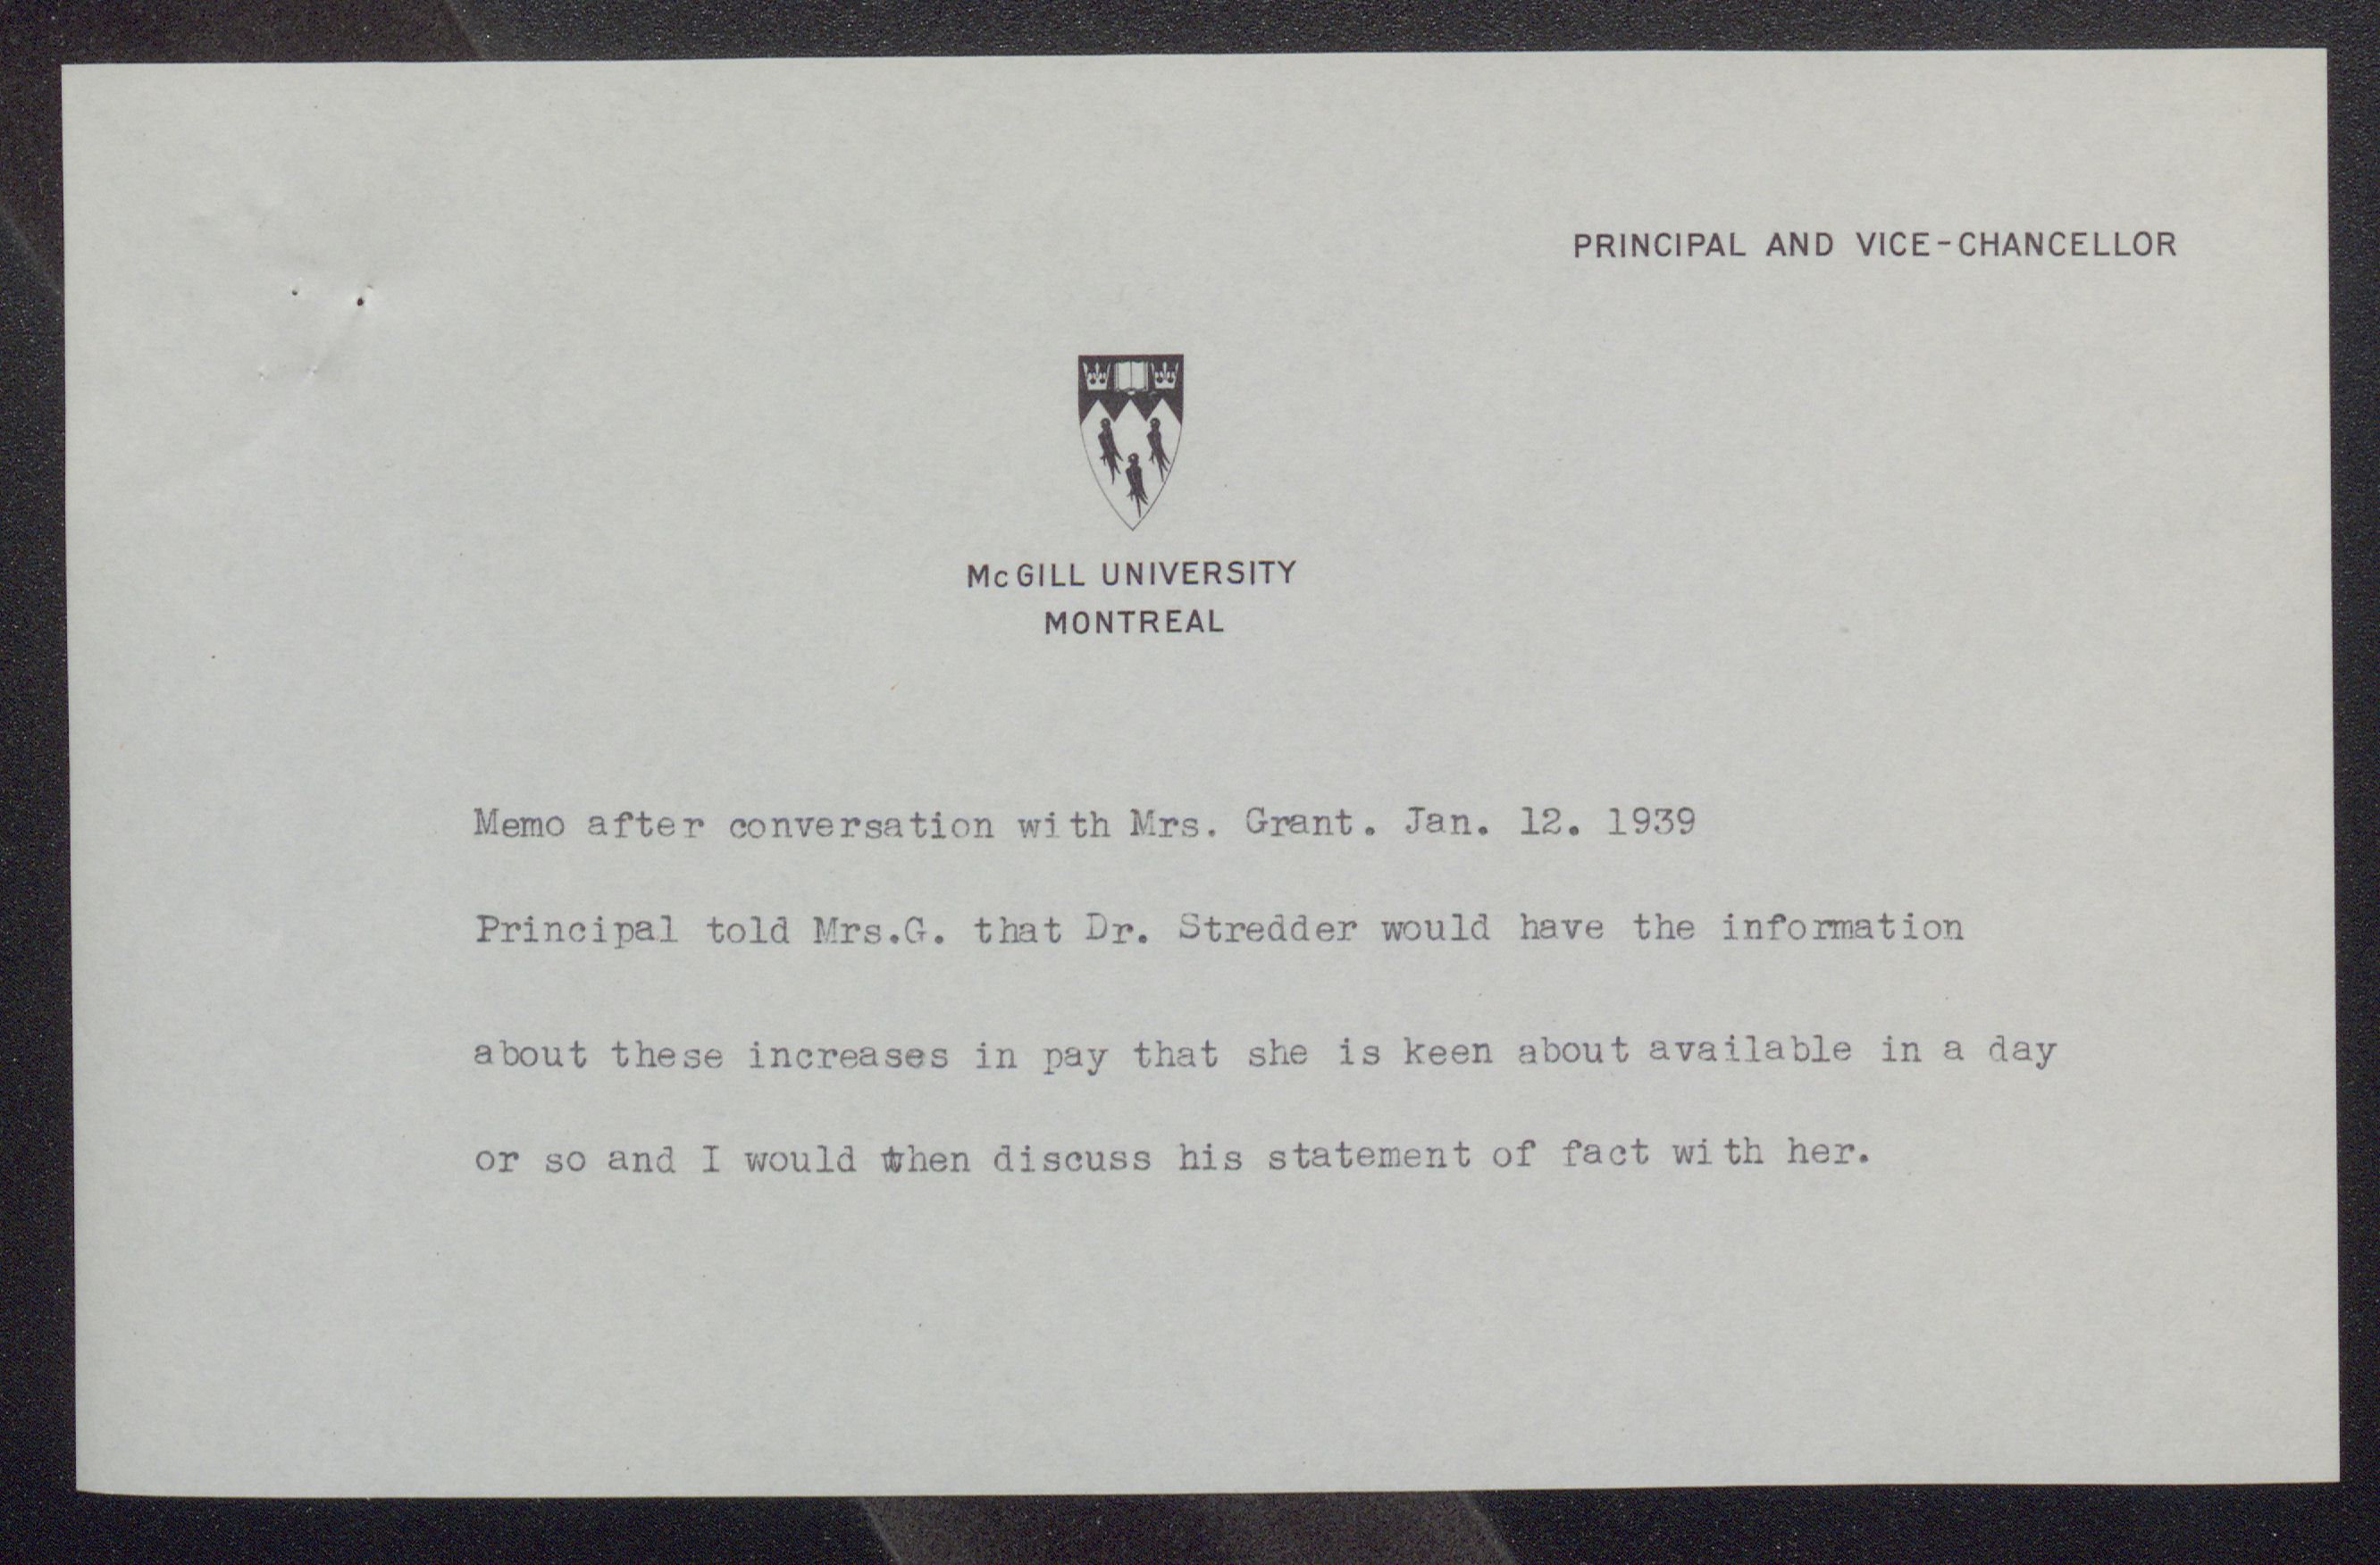 PRINCIPAL AND VICE-CHANCELLOR
McGILL UNIVERSITY
MONTREAL
Memo after conversation with Mrs. Grant. Jan. 12. 1939
Principal told Mrs.G. that Dr. Stredder would have the information
about these increases in pay that she is keen about available in a day
or so and I would then discuss his statement of fact with her.